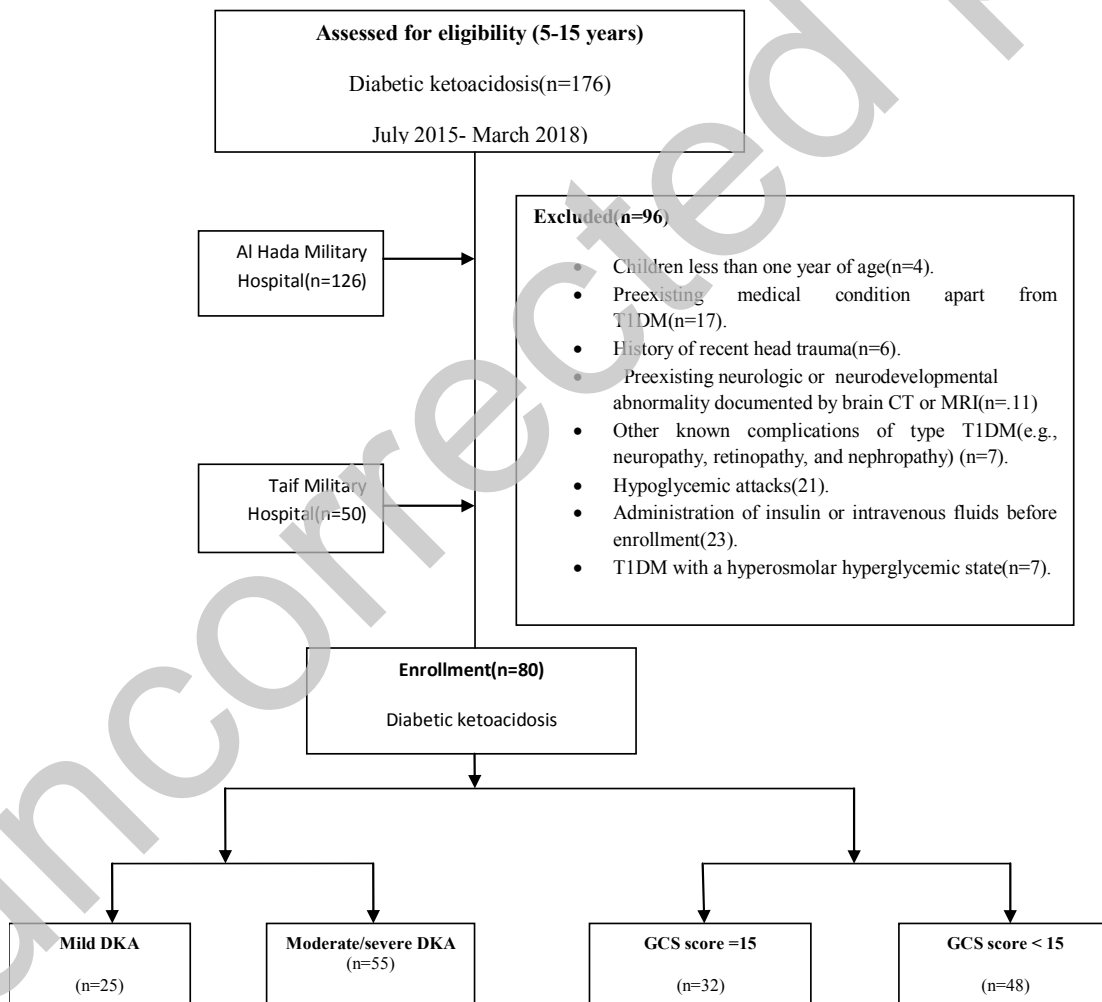 Assessed for eligibility (5-15 years)
Diabetic ketoacidosis(n=176)
July 2015- March 2018)
Al Hada Military
Hospital(n=126)
Excluded(n=96)
• Children less than one year of age(n=4).
• Preexisting medical condition apart from
T1DM(n=17).
• History of recent head trauma(n=6).
• Preexisting neurologic or neurodevelopmental
abnormality documented by brain CT or MRI(n=.11)
• Other known complications of type T1DM(e.g.,
neuropathy, retinopathy, and nephropathy) (n=7).
• Hypoglycemic attacks(21).
• Administration of insulin or intravenous fluids before
enrollment(23).
• T1DM with a hyperosmolar hyperglycemic state(n=7).
Taif Military
Hospital(n=50)
Enrollment(n=80)
Diabetic ketoacidosis
Mild DKA
(n=25)
Moderate/severe DKA
(n=55)
GCS score =15
(n=32)
GCS score < 15
(n=48)
uncorrected